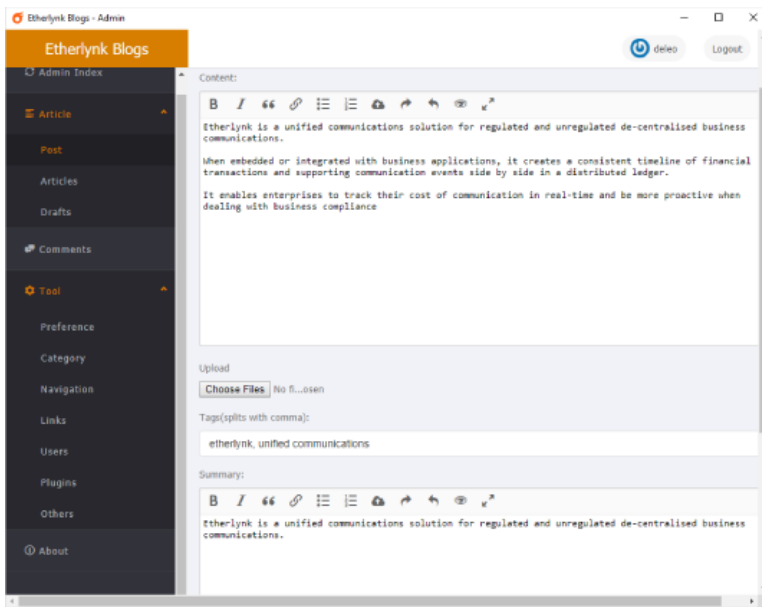 Etherlynk Blogs - Admin
Etherlynk Blogs
deleo
Logout
Admin Index
Article
Post
Articles
Drafts
Comments
Tool
Preference
Category
Navigation
Links
Users
Plugins
Others
About
Content:
Etherlynk is a unified communications solution for regulated and unregulated de-centralised business
communications.
When embedded or integrated with business applications, it creates a consistent timeline of financial
transactions and supporting communication events side by side in a distributed ledger.
It enables enterprises to track their cost of communication in real-time and be more proactive when
dealing with business compliance
Upload
Choose Files No fi...osen
Tags(splits with comma):
etherlynk, unified communications
Summary:
Etherlynk is a unified communications solution for regulated and unregulated de-centralised business
communications.